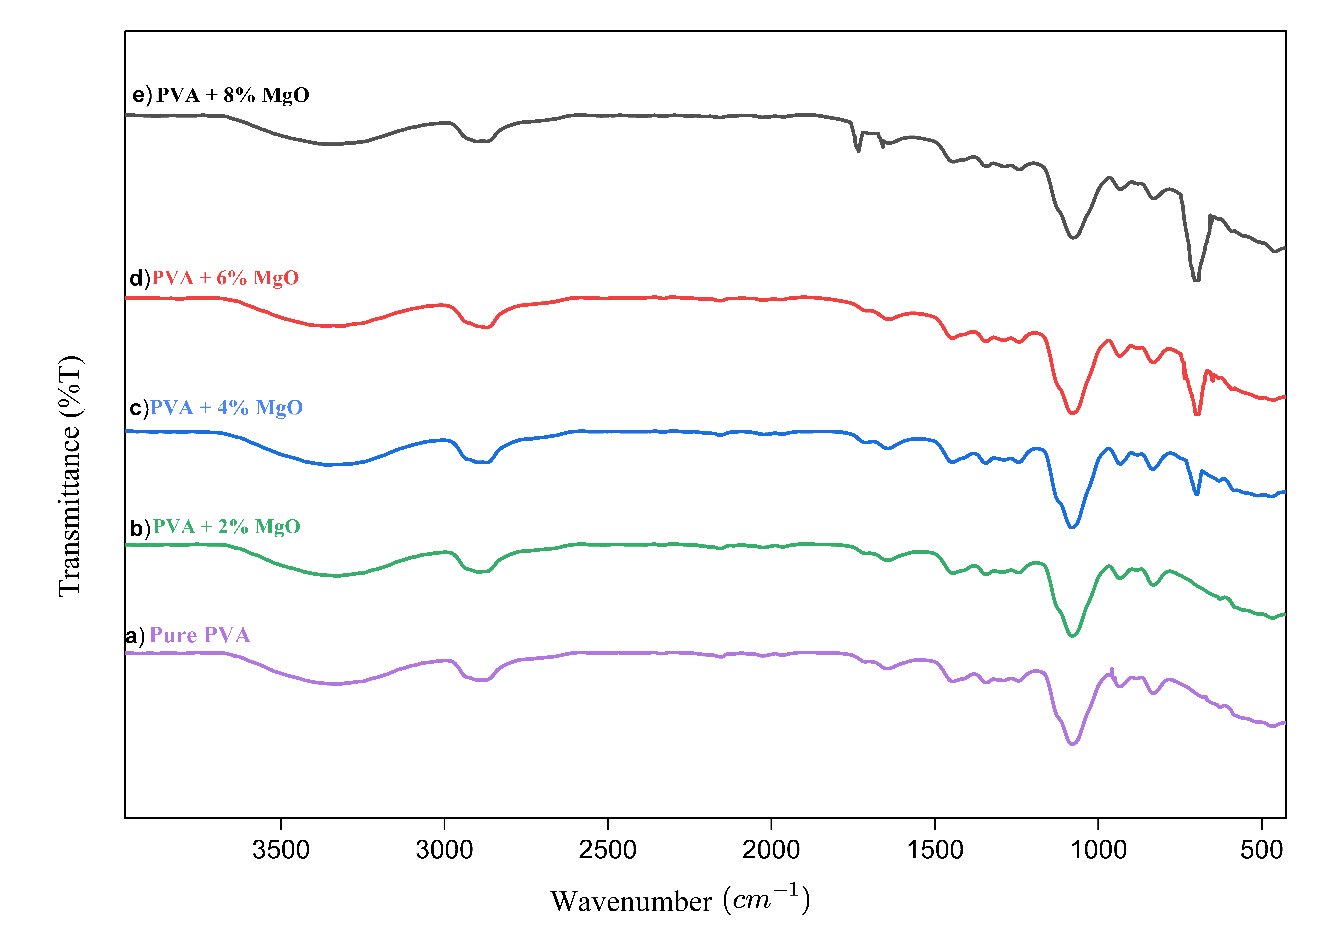 e) PVA + 8% MgO
d) PVA + 6% MgO
c) PVA + 4% MgO
b) PVA + 2% MgO
a) Pure PVA
Transmittance (%T)
3500 3000 2500 2000 1500 1000 500
Wavenumber (cm⁻¹)